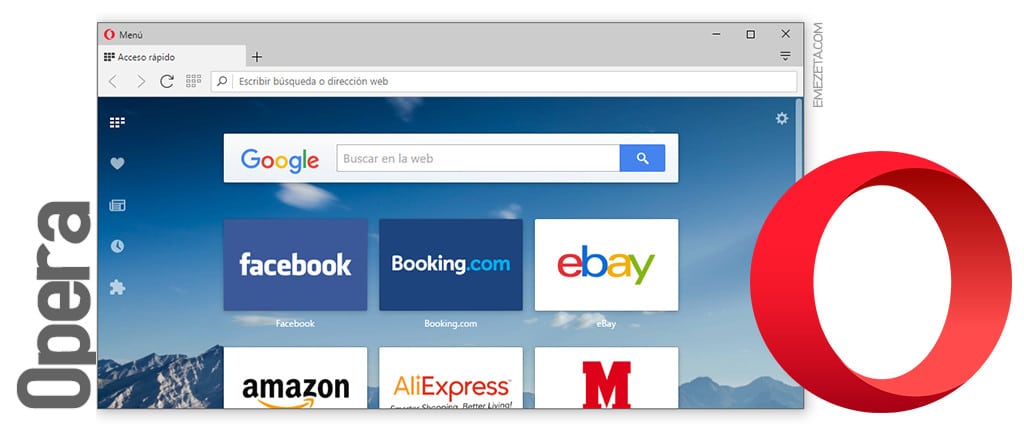 Menú
Acceso rápido
Escribir búsqueda o dirección web
EMEZETA.COM
Opera
Google
Buscar en la web
facebook
Booking.com
ebay
Facebook
Booking.com
eBay
amazon
AliExpress
Smarter Shopping, Better Living!
M